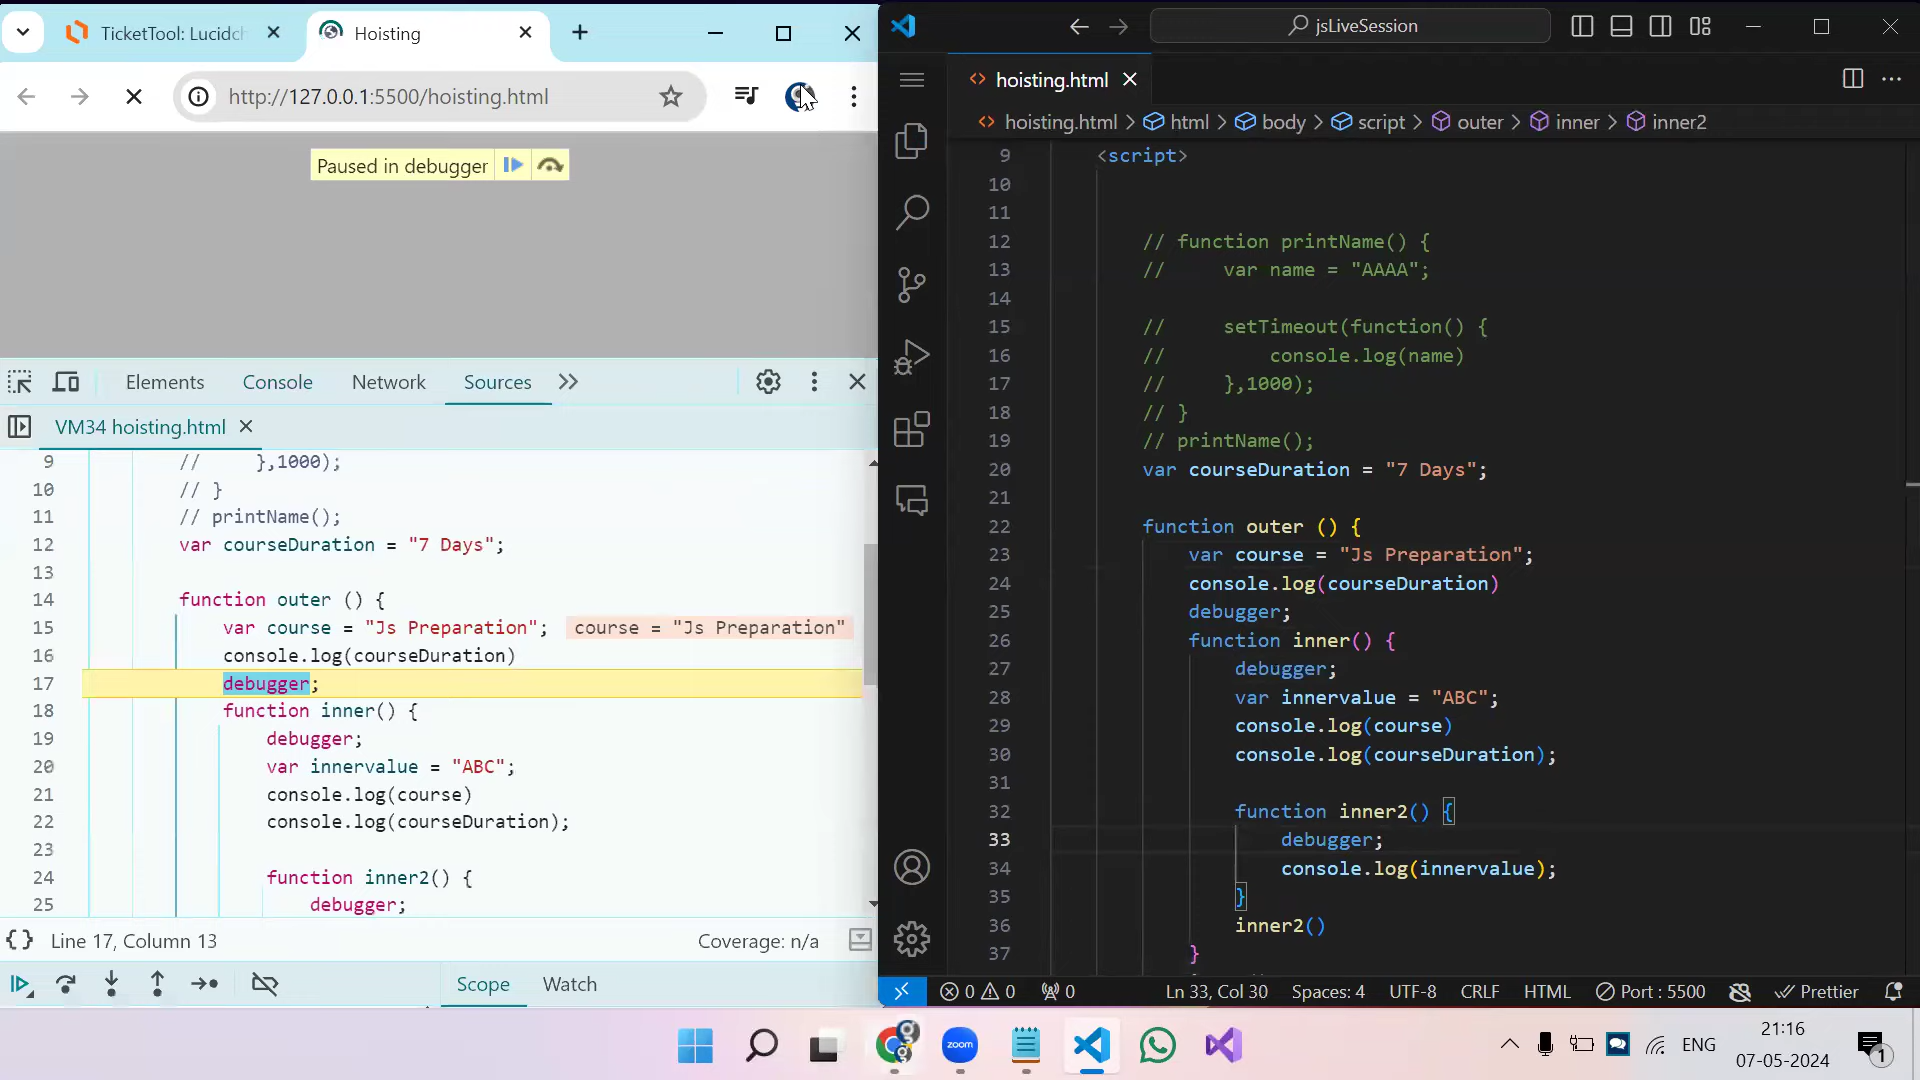 TicketTool: Lucidch
Hoisting
http://127.0.0.1:5500/hoisting.html
Paused in debugger
Elements
Console
Network
Sources
VM34 hoisting.html
9 // },1000);
10 // }
11 // printName();
12 var courseDuration = "7 Days";
13
14 function outer () {
15 var course = "Js Preparation"; course = "Js Preparation"
16 console.log(courseDuration)
17 debugger;
18 function inner() {
19 debugger;
20 var innervalue = "ABC";
21 console.log(course)
22 console.log(courseDuration);
23
24 function inner2() {
25 debugger;
{ } Line 17, Column 13
Coverage: n/a
Scope
Watch
jsLiveSession
hoisting.html
hoisting.html > html > body > script > outer > inner > inner2
9 <script>
10
11
12 // function printName() {
13 // var name = "AAAA";
14
15 // setTimeout(function() {
16 // console.log(name)
17 // },1000);
18 // }
19 // printName();
20 var courseDuration = "7 Days";
21
22 function outer () {
23 var course = "Js Preparation";
24 console.log(courseDuration)
25 debugger;
26 function inner() {
27 debugger;
28 var innervalue = "ABC";
29 console.log(course)
30 console.log(courseDuration);
31
32 function inner2() {
33 debugger;
34 console.log(innervalue);
35 }
36 inner2()
37 }
0 0 0 Ln 33, Col 30 Spaces: 4 UTF-8 CRLF HTML Port : 5500 Prettier
zoom
ENG
21:16
07-05-2024
1